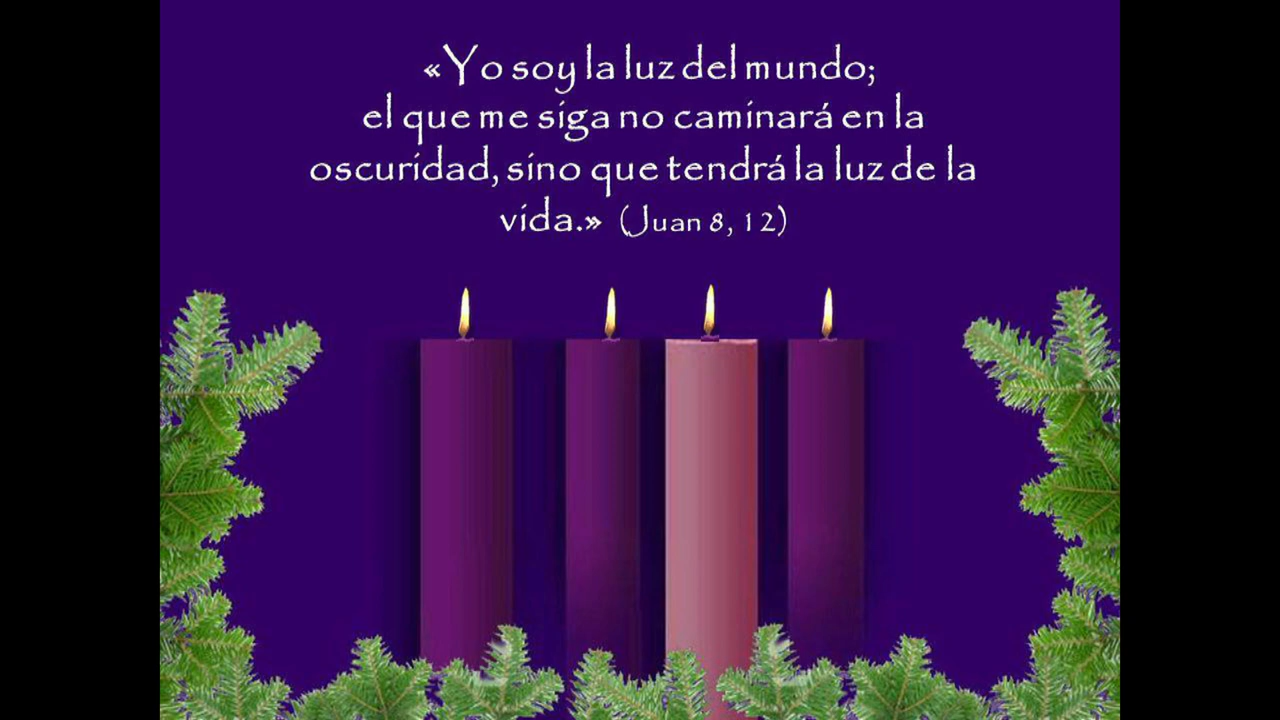 «Yo soy la luz del mundo;
el que me siga no caminará en la
oscuridad, sino que tendrá la luz de la
vida.» (Juan 8, 12)